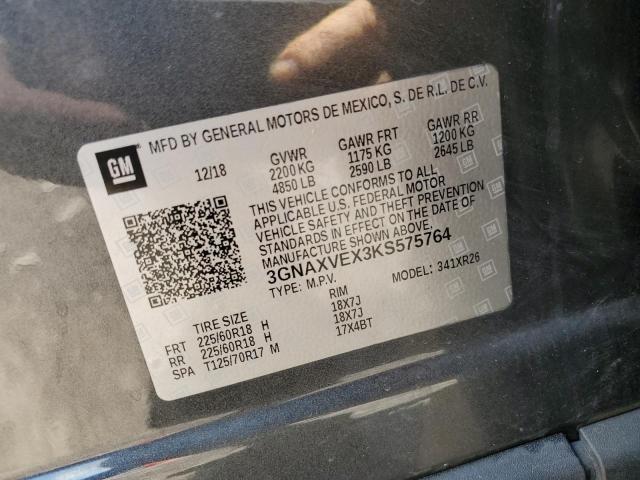 GM
MFD BY GENERAL MOTORS DE MEXICO, S. DE R.L. DE C.V.
12/18 GVWR GAWR FRT GAWR RR
2200 KG 1175 KG 1200 KG
4850 LB 2590 LB 2645 LB
THIS VEHICLE CONFORMS TO ALL
APPLICABLE U.S. FEDERAL MOTOR
VEHICLE SAFETY AND THEFT PREVENTION
STANDARDS IN EFFECT ON THE DATE OF
MANUFACTURE SHOWN ABOVE.
3GNAXVEX3KS575764
TYPE: M.P.V. MODEL: 341XR26
TIRE SIZE RIM
FRT 225/60R18 H 18X7J
RR 225/60R18 H 18X7J
SPA T125/70R17 M 17X4BT